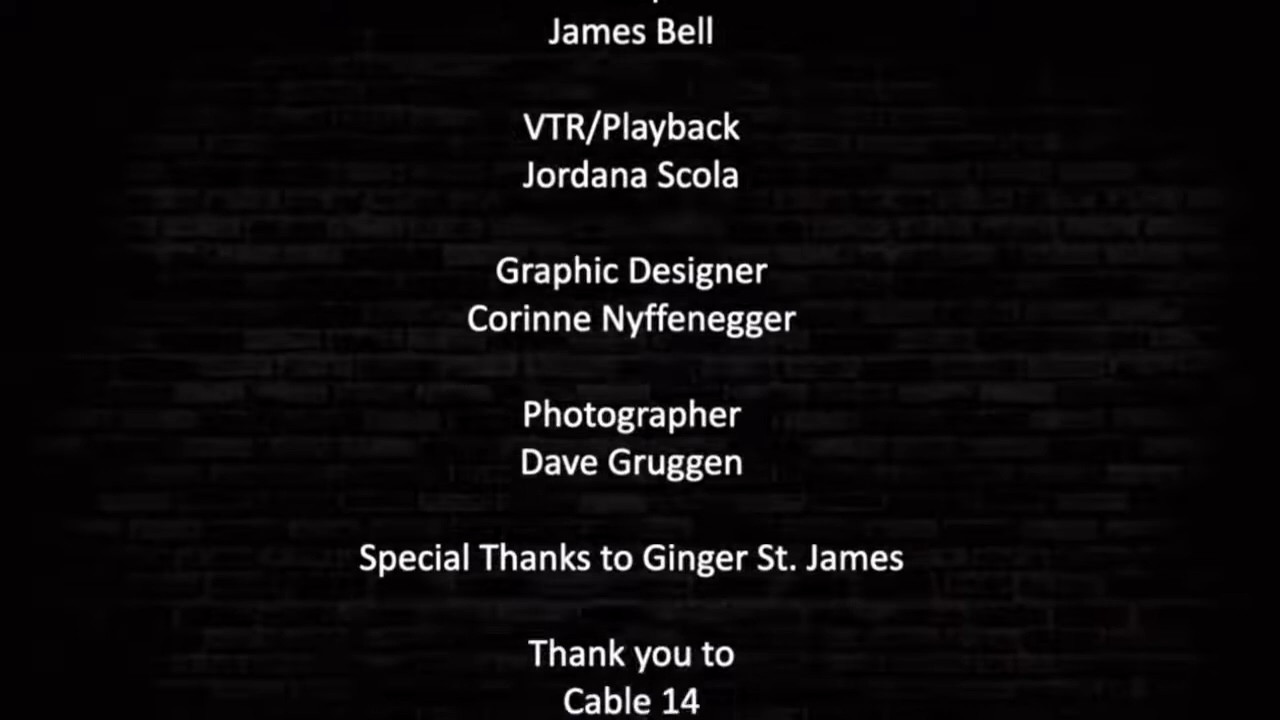 James Bell
VTR/Playback
Jordana Scola
Graphic Designer
Corinne Nyffenegger
Photographer
Dave Gruggen
Special Thanks to Ginger St. James
Thank you to
Cable 14